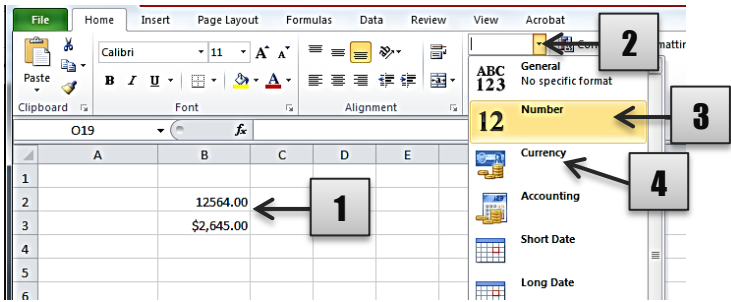 File Home Insert Page Layout Formulas Data Review View Acrobat
Calibri 11 A A
Paste
B I U A
Clipboard Font Alignment
O19 fx
A B C D E
1
2 12564.00
3 $2,645.00
4
5
6
1
2
ABC 123 General
No specific format
12 Number
3
Currency
4
Accounting
Short Date
Long Date